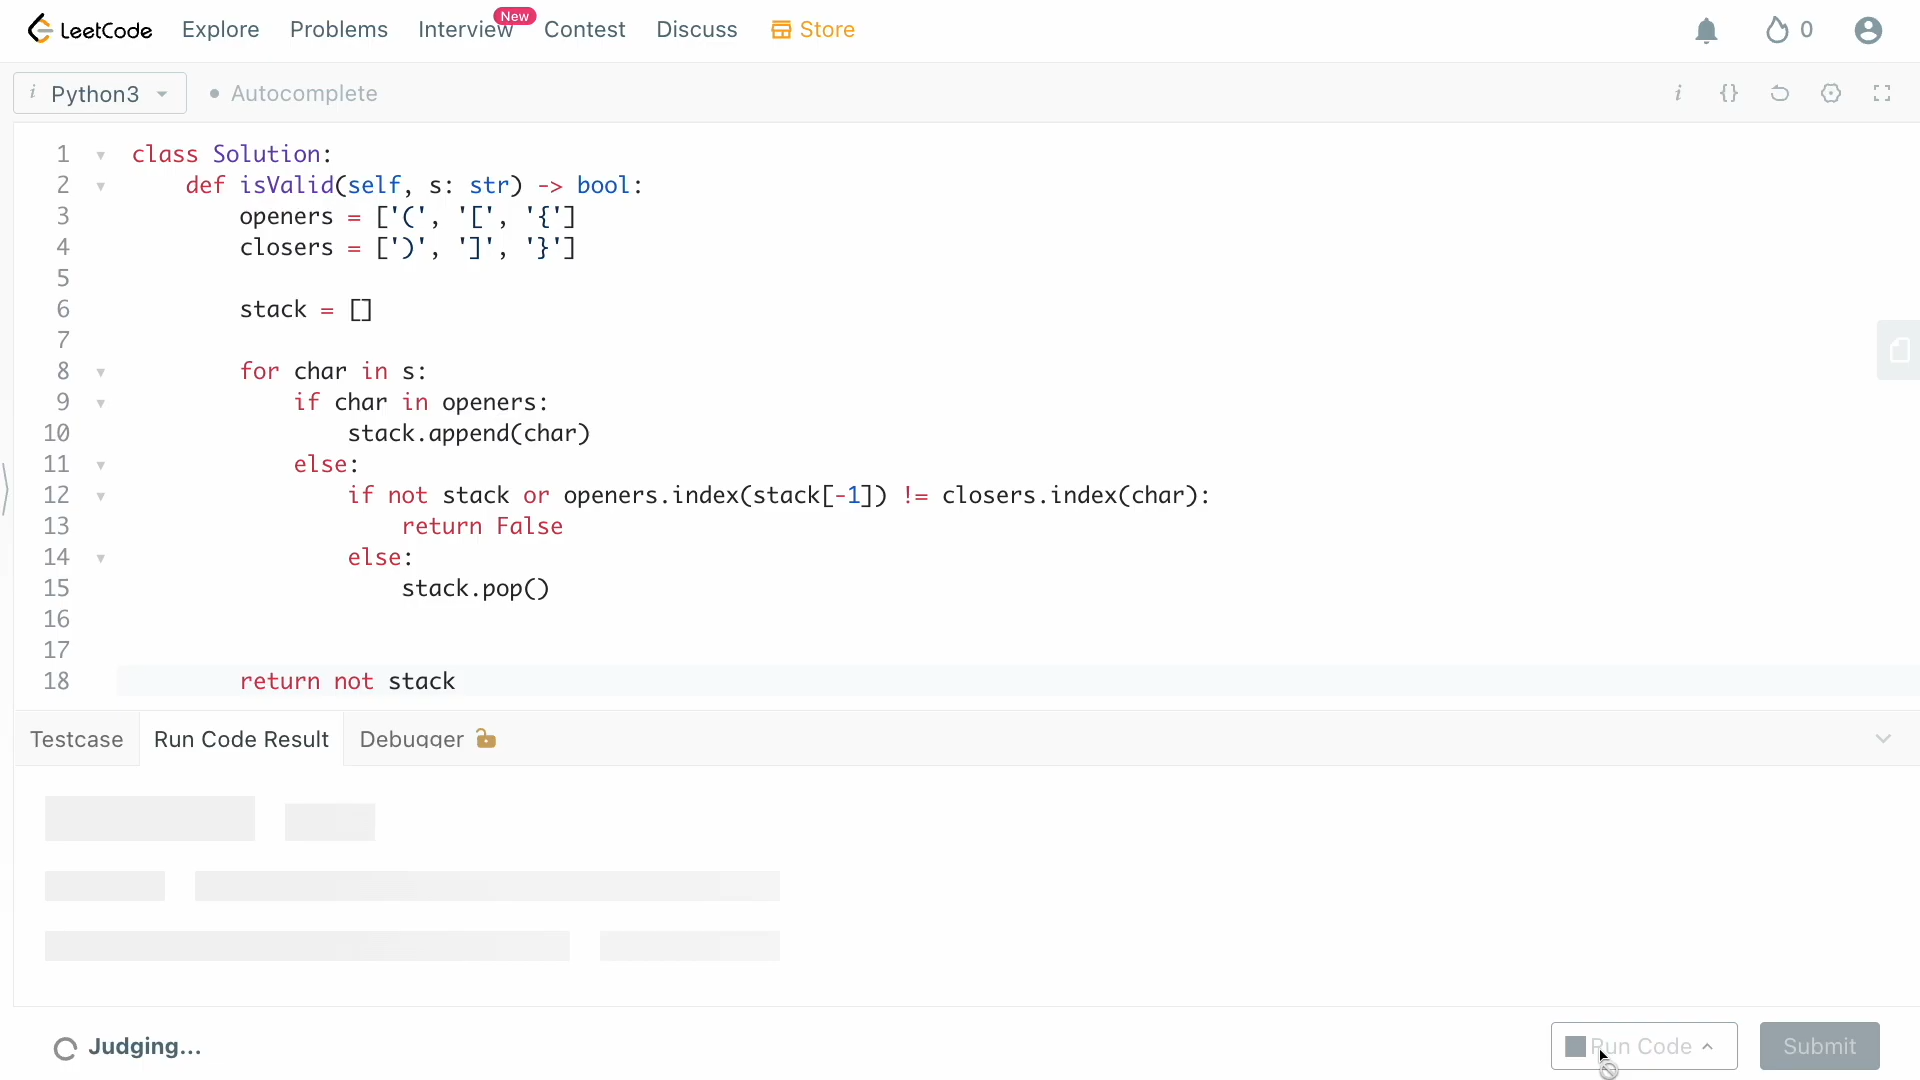 LeetCode Explore Problems Interview New Contest Discuss Store 0
i Python3 Autocomplete i {}
1 class Solution:
2 def isValid(self, s: str) -> bool:
3 openers = ['(', '[', '{']
4 closers = [')', ']', '}']
5
6 stack = []
7
8 for char in s:
9 if char in openers:
10 stack.append(char)
11 else:
12 if not stack or openers.index(stack[-1]) != closers.index(char):
13 return False
14 else:
15 stack.pop()
16
17
18 return not stack
Testcase Run Code Result Debugger
Judging... Run Code Submit